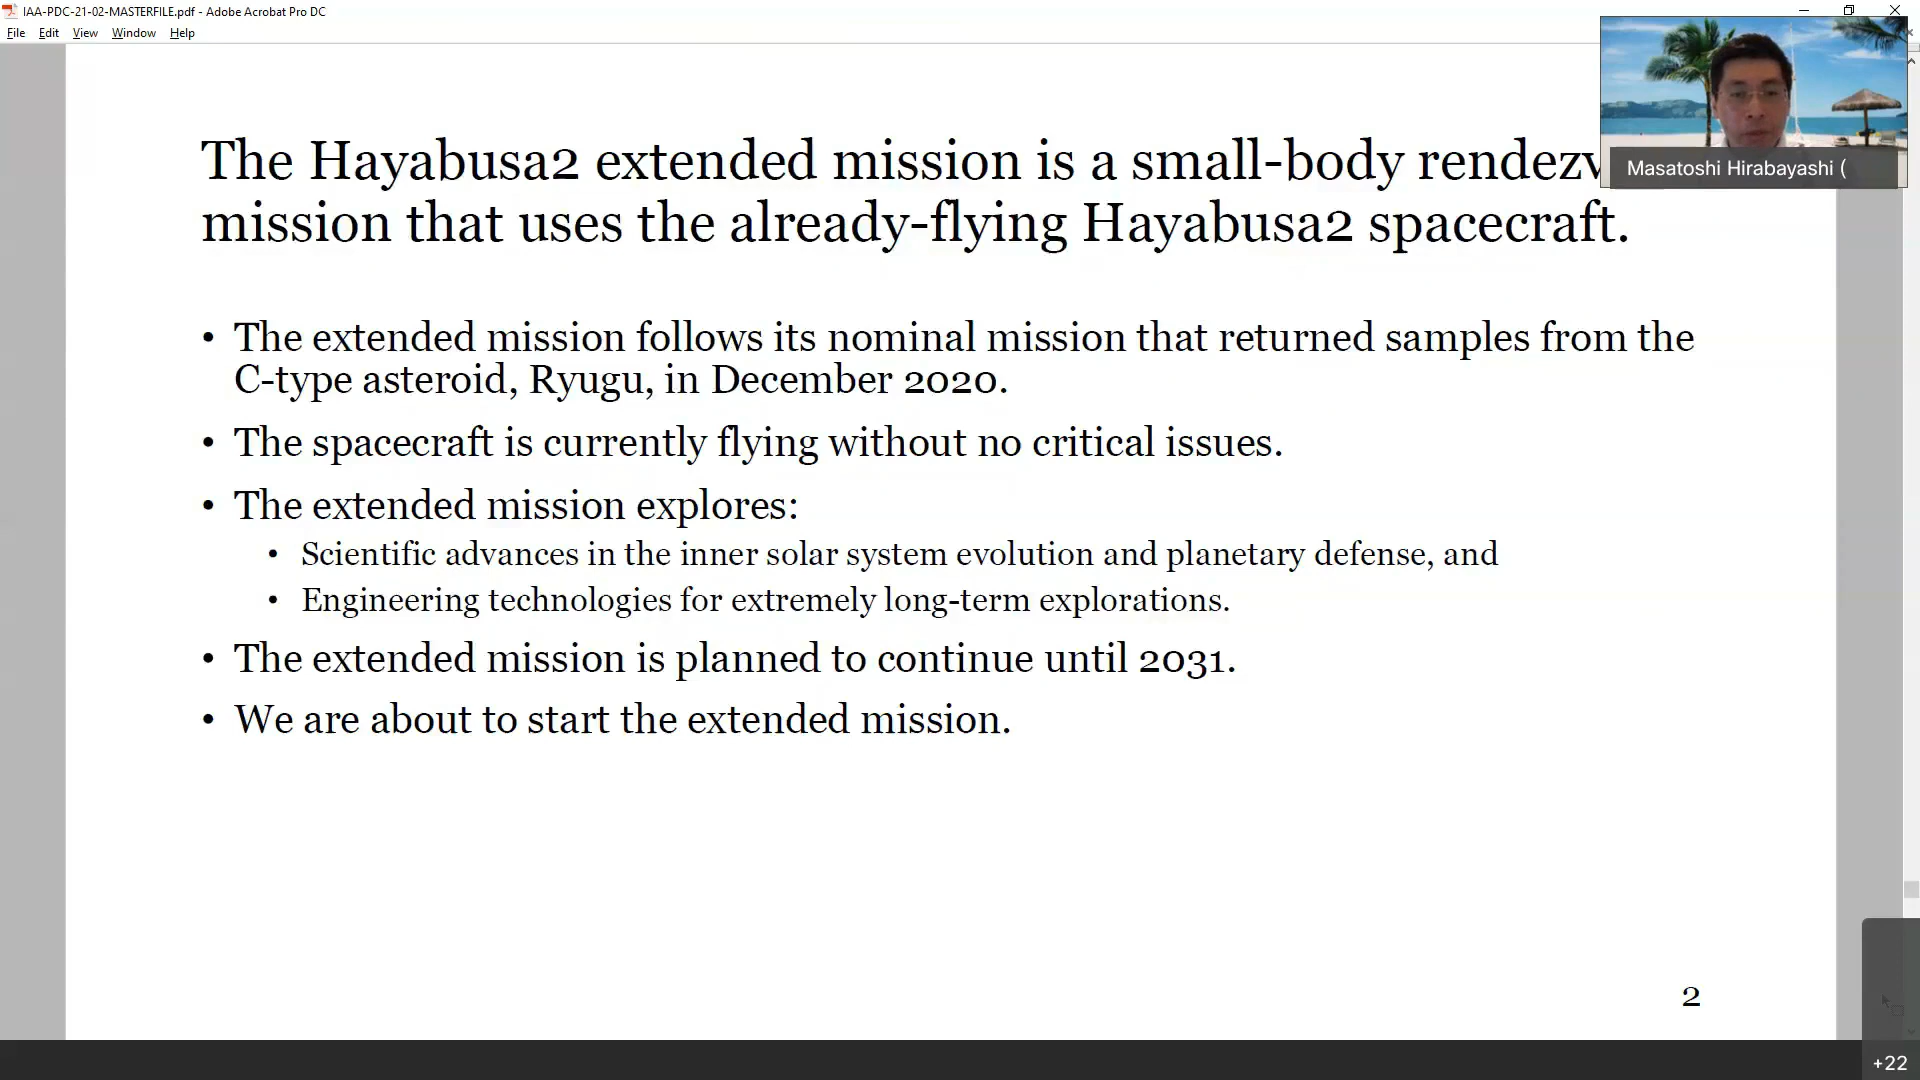 IAA-PDC-21-02-MASTERFILE.pdf - Adobe Acrobat Pro DC
File Edit View Window Help
The Hayabusa2 extended mission is a small-body
mission that uses the already-flying Hayabusa2 spacecraft.
Masatoshi Hirabayashi (
• The extended mission follows its nominal mission that returned samples from the
C-type asteroid, Ryugu, in December 2020.
• The spacecraft is currently flying without no critical issues.
• The extended mission explores:
• Scientific advances in the inner solar system evolution and planetary defense, and
• Engineering technologies for extremely long-term explorations.
• The extended mission is planned to continue until 2031.
• We are about to start the extended mission.
2
+22